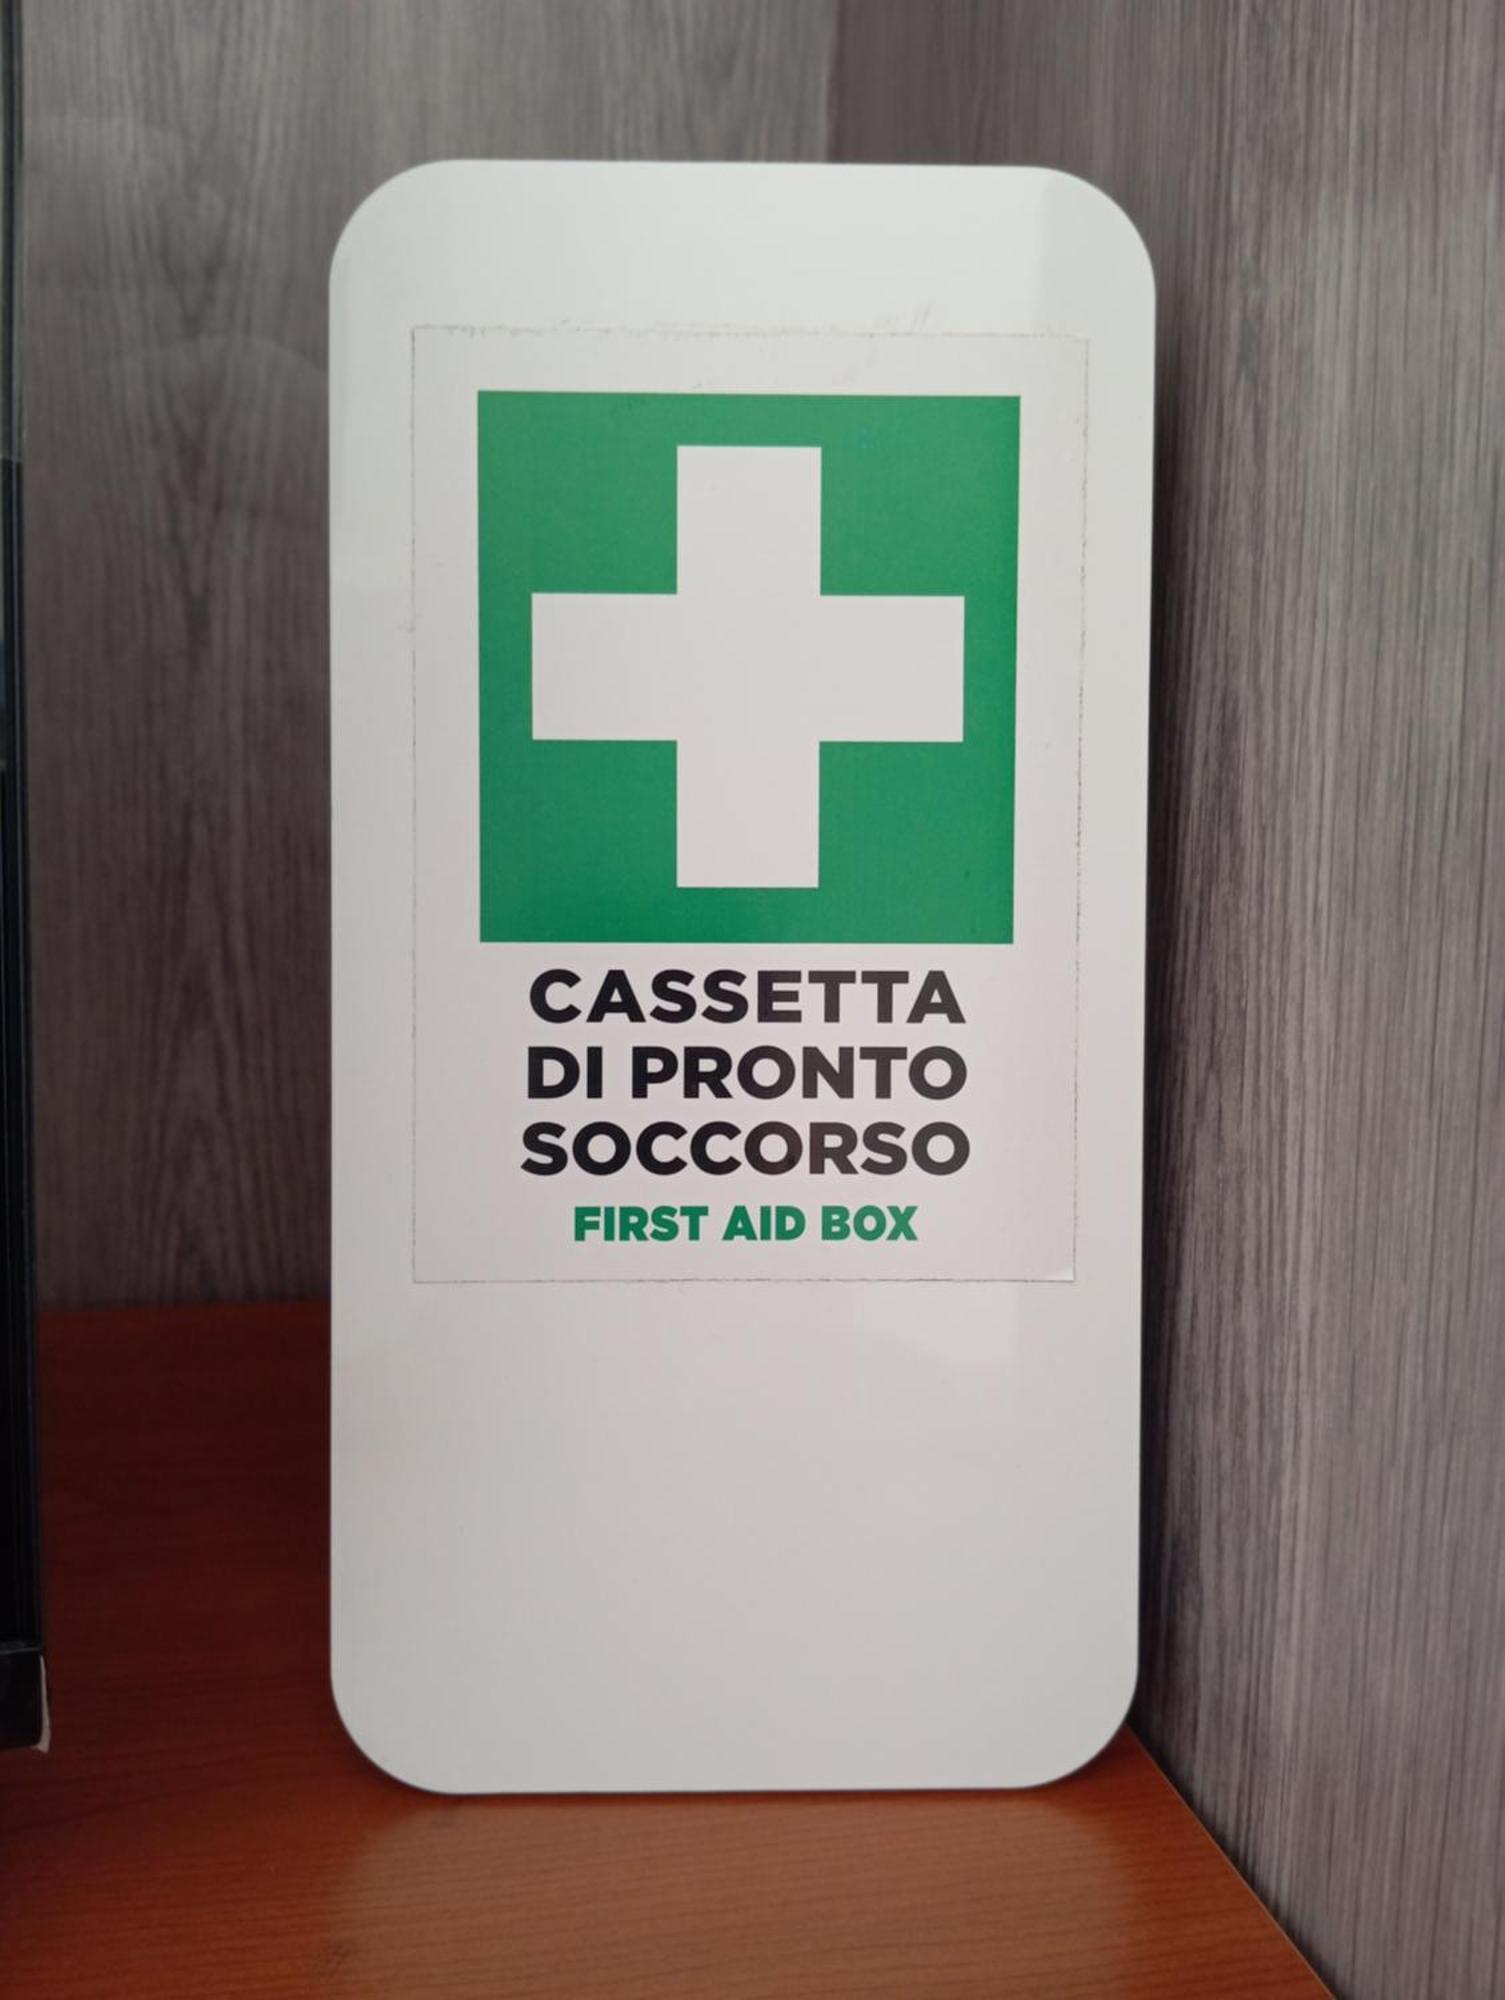 CASSETTA
DI PRONTO
SOCCORSO
FIRST AID BOX